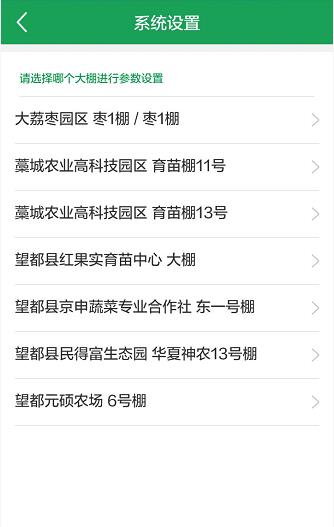 系统设置
请选择哪个大棚进行参数设置
大荔枣园区 枣1棚 / 枣1棚
藁城农业高科技园区 育苗棚11号
藁城农业高科技园区 育苗棚13号
望都县红果实育苗中心 大棚
望都县京申蔬菜专业合作社 东一号棚
望都县民得富生态园 华夏神农13号棚
望都元硕农场 6号棚